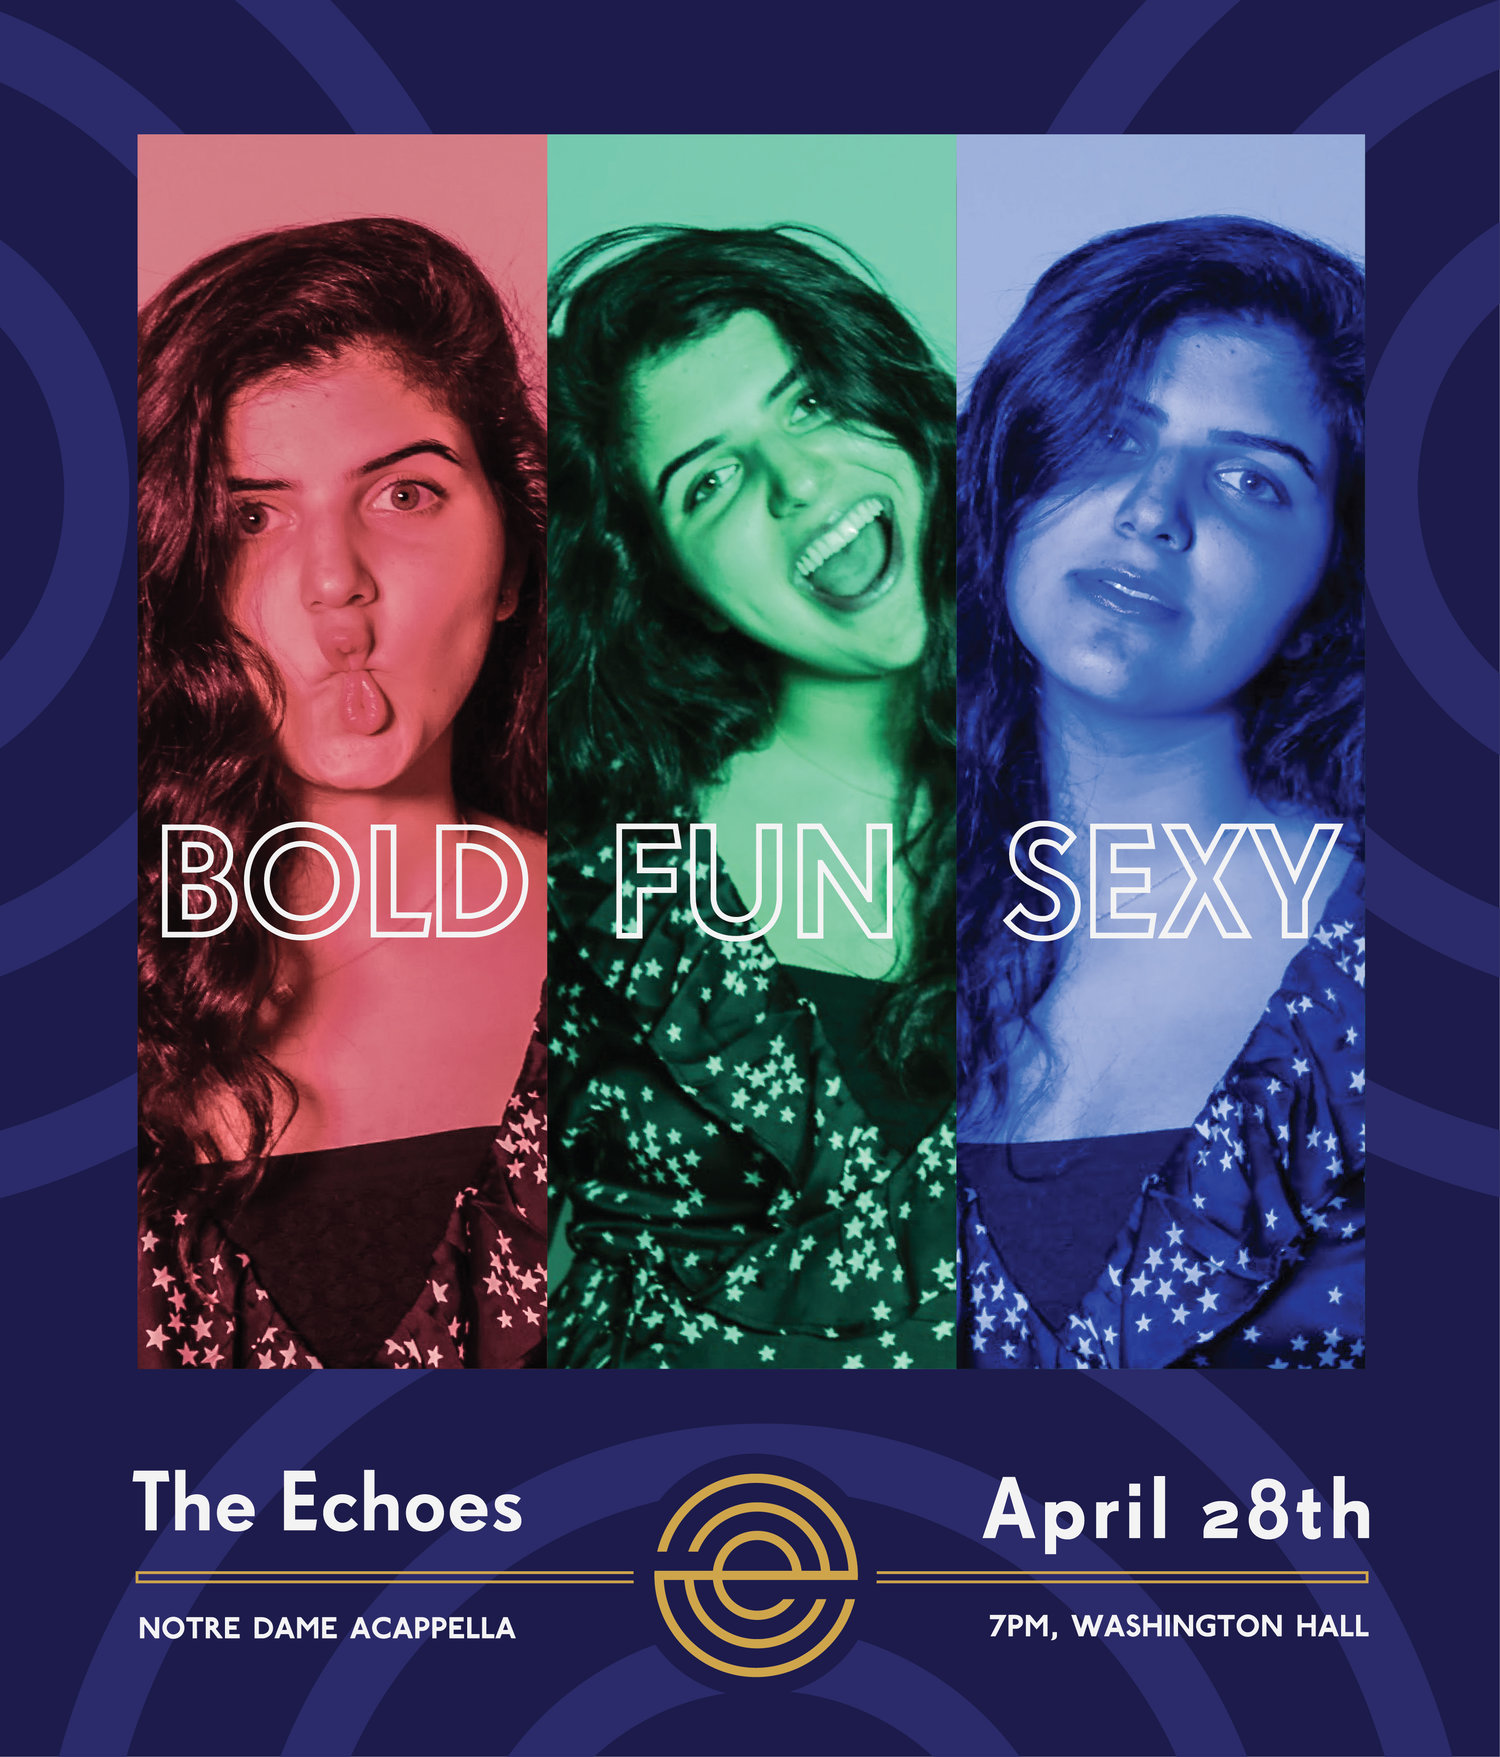 BOLD FUN SEXY
The Echoes
NOTRE DAME ACAPPELLA
April 28th
7PM, WASHINGTON HALL